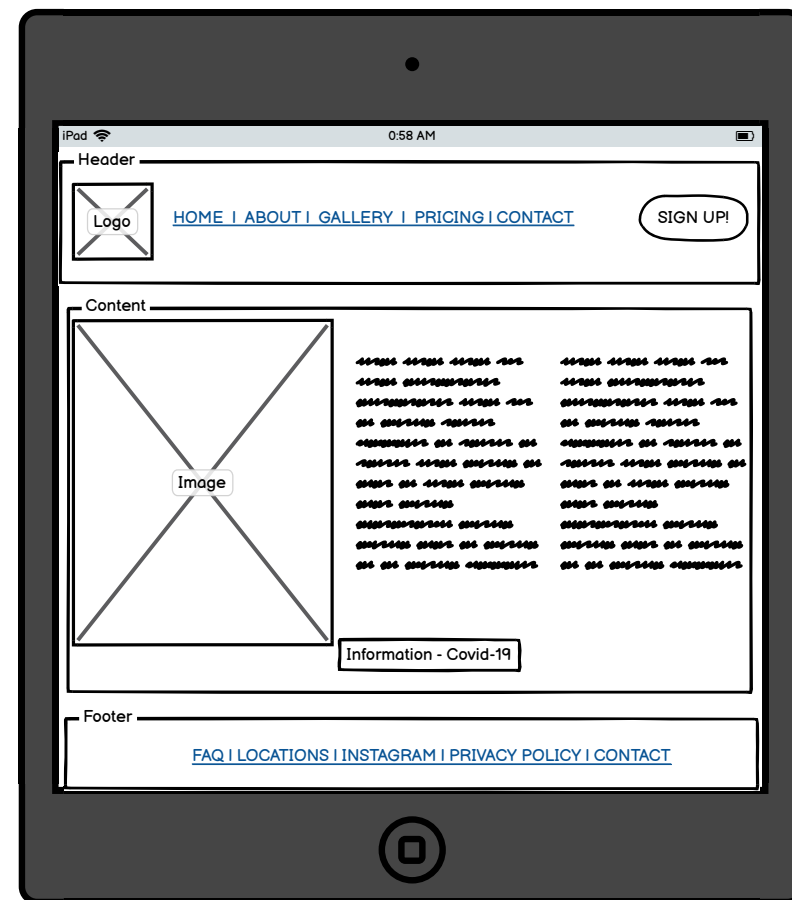 iPad 0:58 AM
Header
Logo
HOME I ABOUT I GALLERY I PRICING I CONTACT
SIGN UP!
Content
Image
Information - Covid-19
Footer
FAQ I LOCATIONS I INSTAGRAM I PRIVACY POLICY I CONTACT